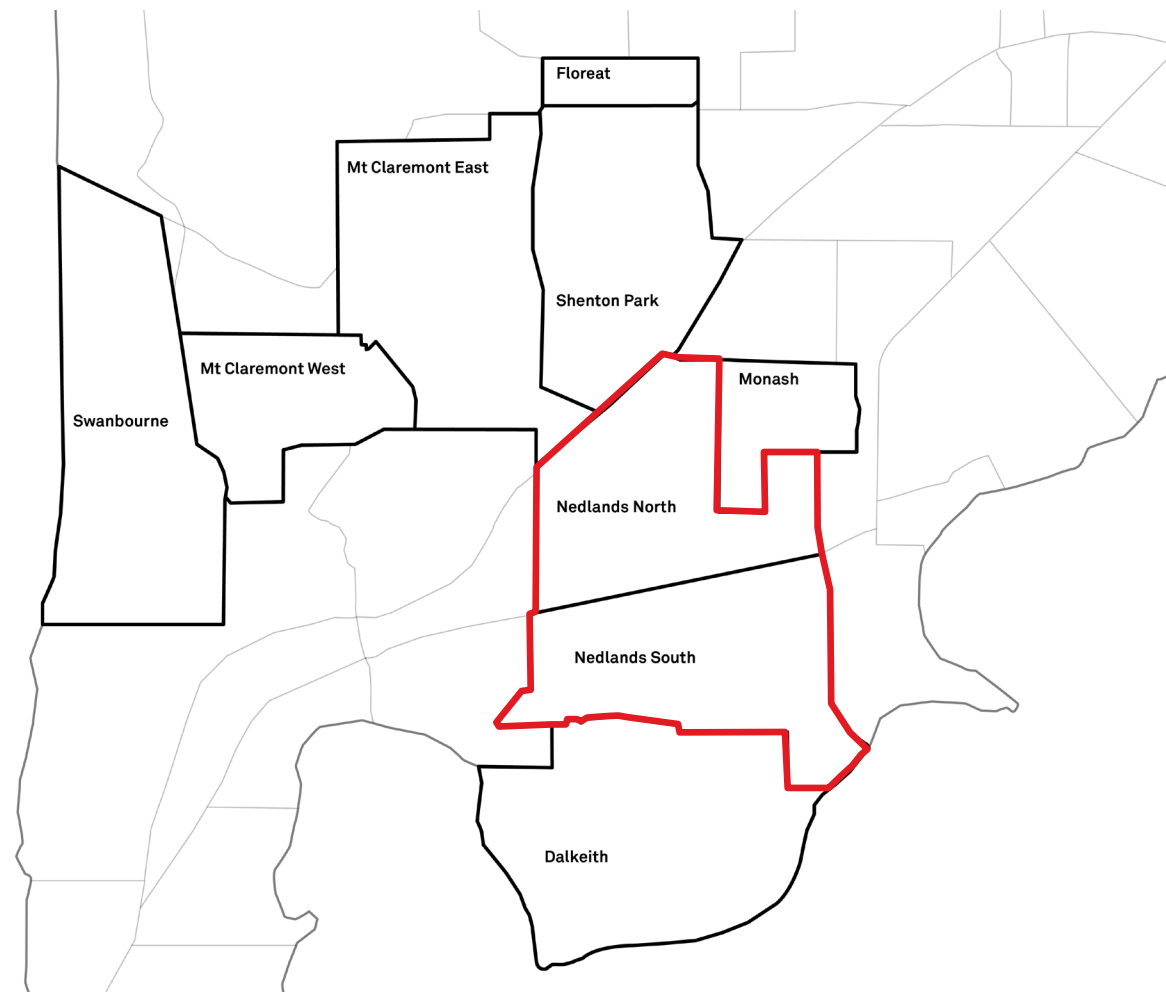 Floreat
Mt Claremont East
Shenton Park
Mt Claremont West
Monash
Swanbourne
Nedlands North
Nedlands South
Dalkeith